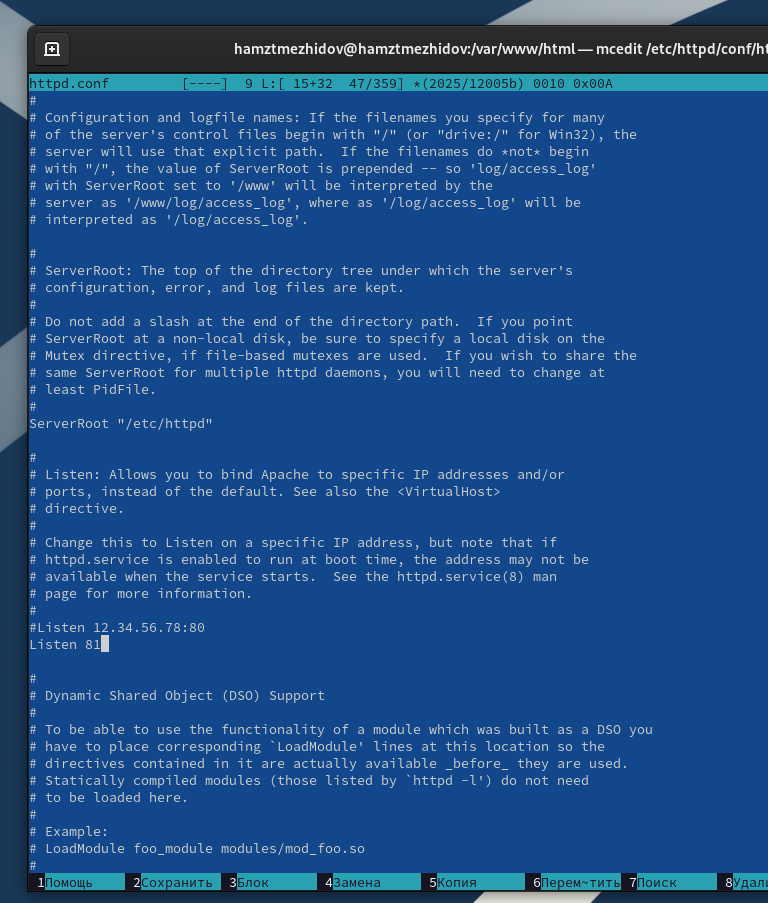 hamztmezhidov@hamztmezhidov:/var/www/html — mcedit /etc/httpd/conf/ht
httpd.conf         [----]  9 L:[ 15+32  47/359] *(2025/12005b) 0010 0x00A
#
# Configuration and logfile names: If the filenames you specify for many
# of the server's control files begin with "/" (or "drive:/" for Win32), the
# server will use that explicit path.  If the filenames do *not* begin
# with "/", the value of ServerRoot is prepended -- so 'log/access_log'
# with ServerRoot set to '/www' will be interpreted by the
# server as '/www/log/access_log', where as '/log/access_log' will be
# interpreted as '/log/access_log'.
#
# ServerRoot: The top of the directory tree under which the server's
# configuration, error, and log files are kept.
#
# Do not add a slash at the end of the directory path.  If you point
# ServerRoot at a non-local disk, be sure to specify a local disk on the
# Mutex directive, if file-based mutexes are used.  If you wish to share the
# same ServerRoot for multiple httpd daemons, you will need to change at
# least PidFile.
#
ServerRoot "/etc/httpd"
#
# Listen: Allows you to bind Apache to specific IP addresses and/or
# ports, instead of the default. See also the <VirtualHost>
# directive.
#
# Change this to Listen on a specific IP address, but note that if
# httpd.service is enabled to run at boot time, the address may not be
# available when the service starts.  See the httpd.service(8) man
# page for more information.
#
#Listen 12.34.56.78:80
Listen 81
#
# Dynamic Shared Object (DSO) Support
#
# To be able to use the functionality of a module which was built as a DSO you
# have to place corresponding `LoadModule' lines at this location so the
# directives contained in it are actually available _before_ they are used.
# Statically compiled modules (those listed by `httpd -l') do not need
# to be loaded here.
#
# Example:
# LoadModule foo_module modules/mod_foo.so
#
1Помощь 2Сохранить 3Блок 4Замена 5Копия 6Перем~тить 7Поиск 8Удали